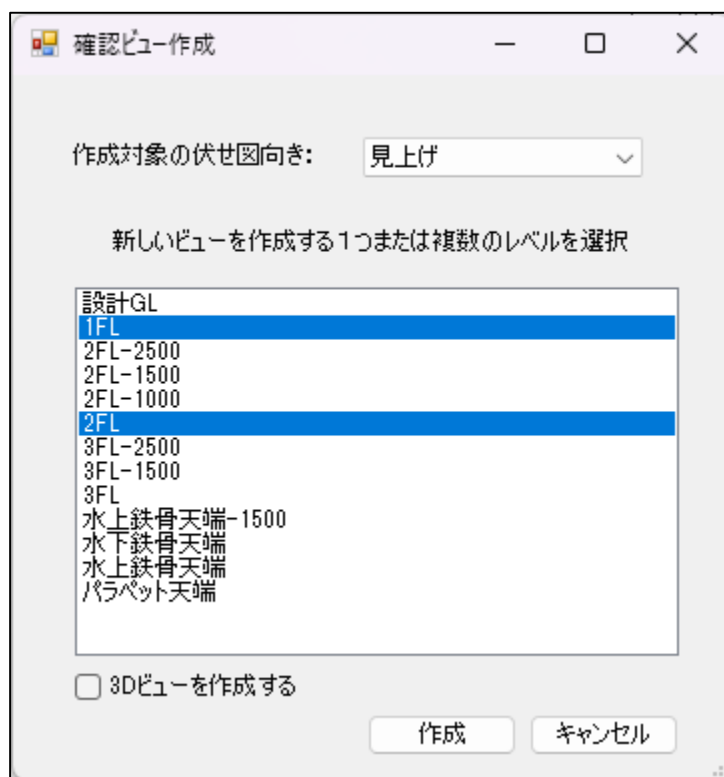 確認ビュー作成
作成対象の伏せ図向き: 見上げ
新しいビューを作成する1つまたは複数のレベルを選択
設計GL
1FL
2FL-2500
2FL-1500
2FL-1000
2FL
3FL-2500
3FL-1500
3FL
水上鉄骨天端-1500
水下鉄骨天端
水上鉄骨天端
パラペット天端
3Dビューを作成する
作成 キャンセル